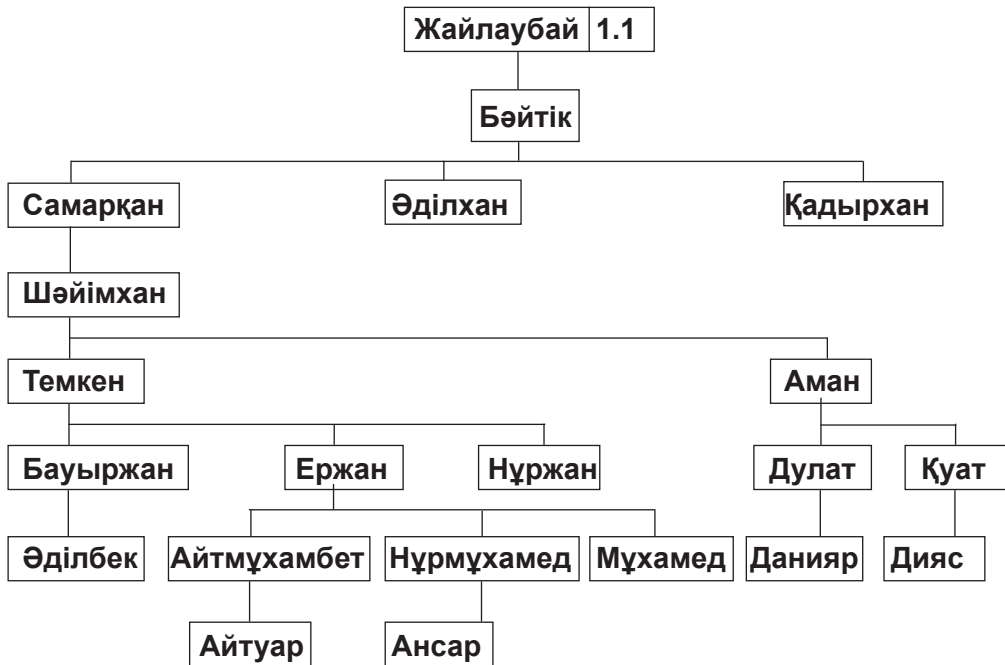 Жайлаубай 1.1
Бәйтік
Самарқан Әділхан Қадырхан
Шәйімхан
Темкен Аман
Бауыржан Ержан Нұржан Дулат Қуат
Әділбек Айтмұхамбет Нұрмұхамед Мұхамед Данияр Дияс
Айтуар Ансар